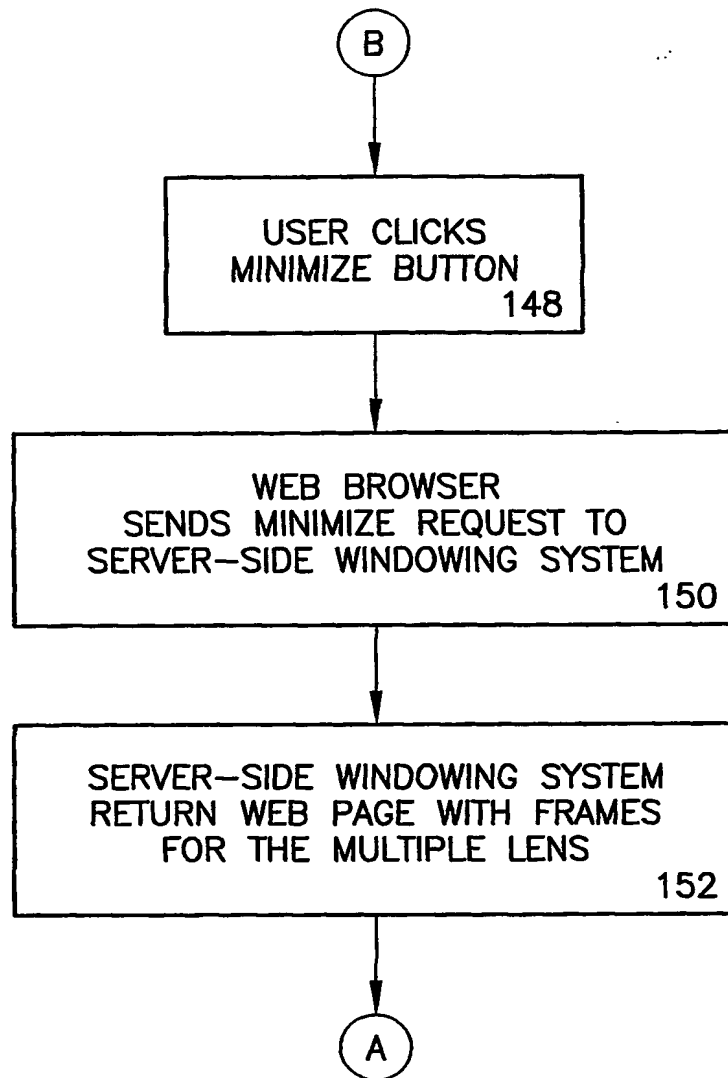 B
USER CLICKS
MINIMIZE BUTTON
148
WEB BROWSER
SENDS MINIMIZE REQUEST TO
SERVER-SIDE WINDOWING SYSTEM
150
SERVER-SIDE WINDOWING SYSTEM
RETURN WEB PAGE WITH FRAMES
FOR THE MULTIPLE LENS
152
A